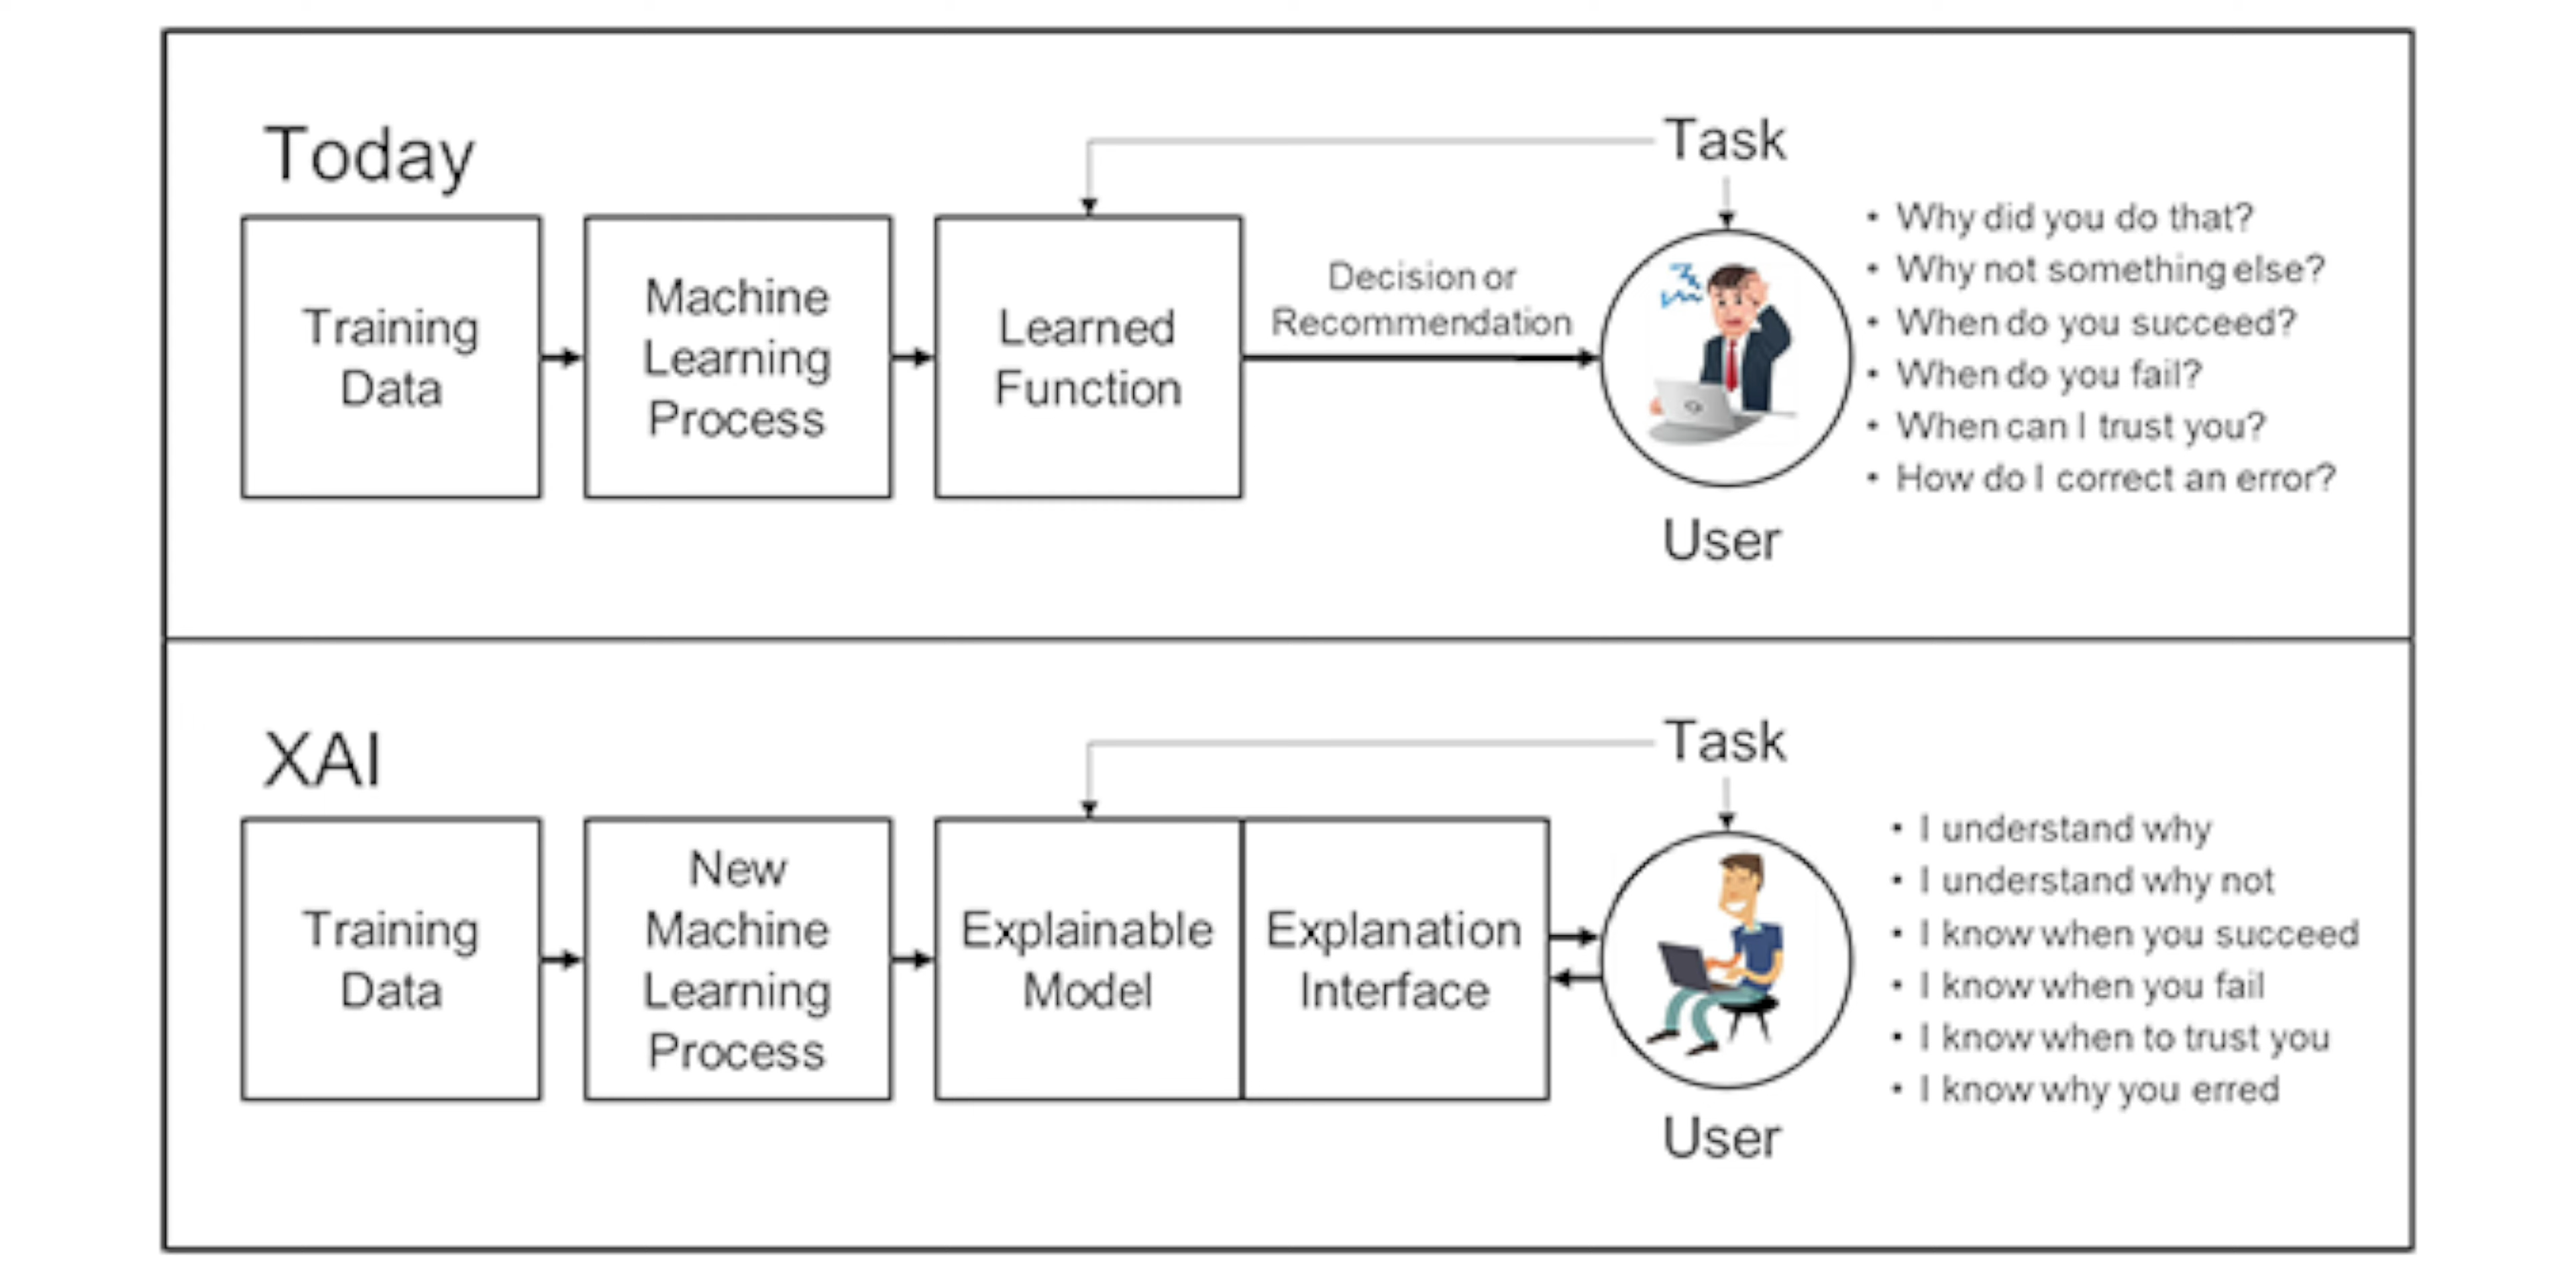 Today
Task
Training
Data
Machine
Learning
Process
Learned
Function
Decision or
Recommendation
• Why did you do that?
• Why not something else?
• When do you succeed?
• When do you fail?
• When can I trust you?
• How do I correct an error?
User
XAI
Task
Training
Data
New
Machine
Learning
Process
Explainable
Model
Explanation
Interface
• I understand why
• I understand why not
• I know when you succeed
• I know when you fail
• I know when to trust you
• I know why you erred
User